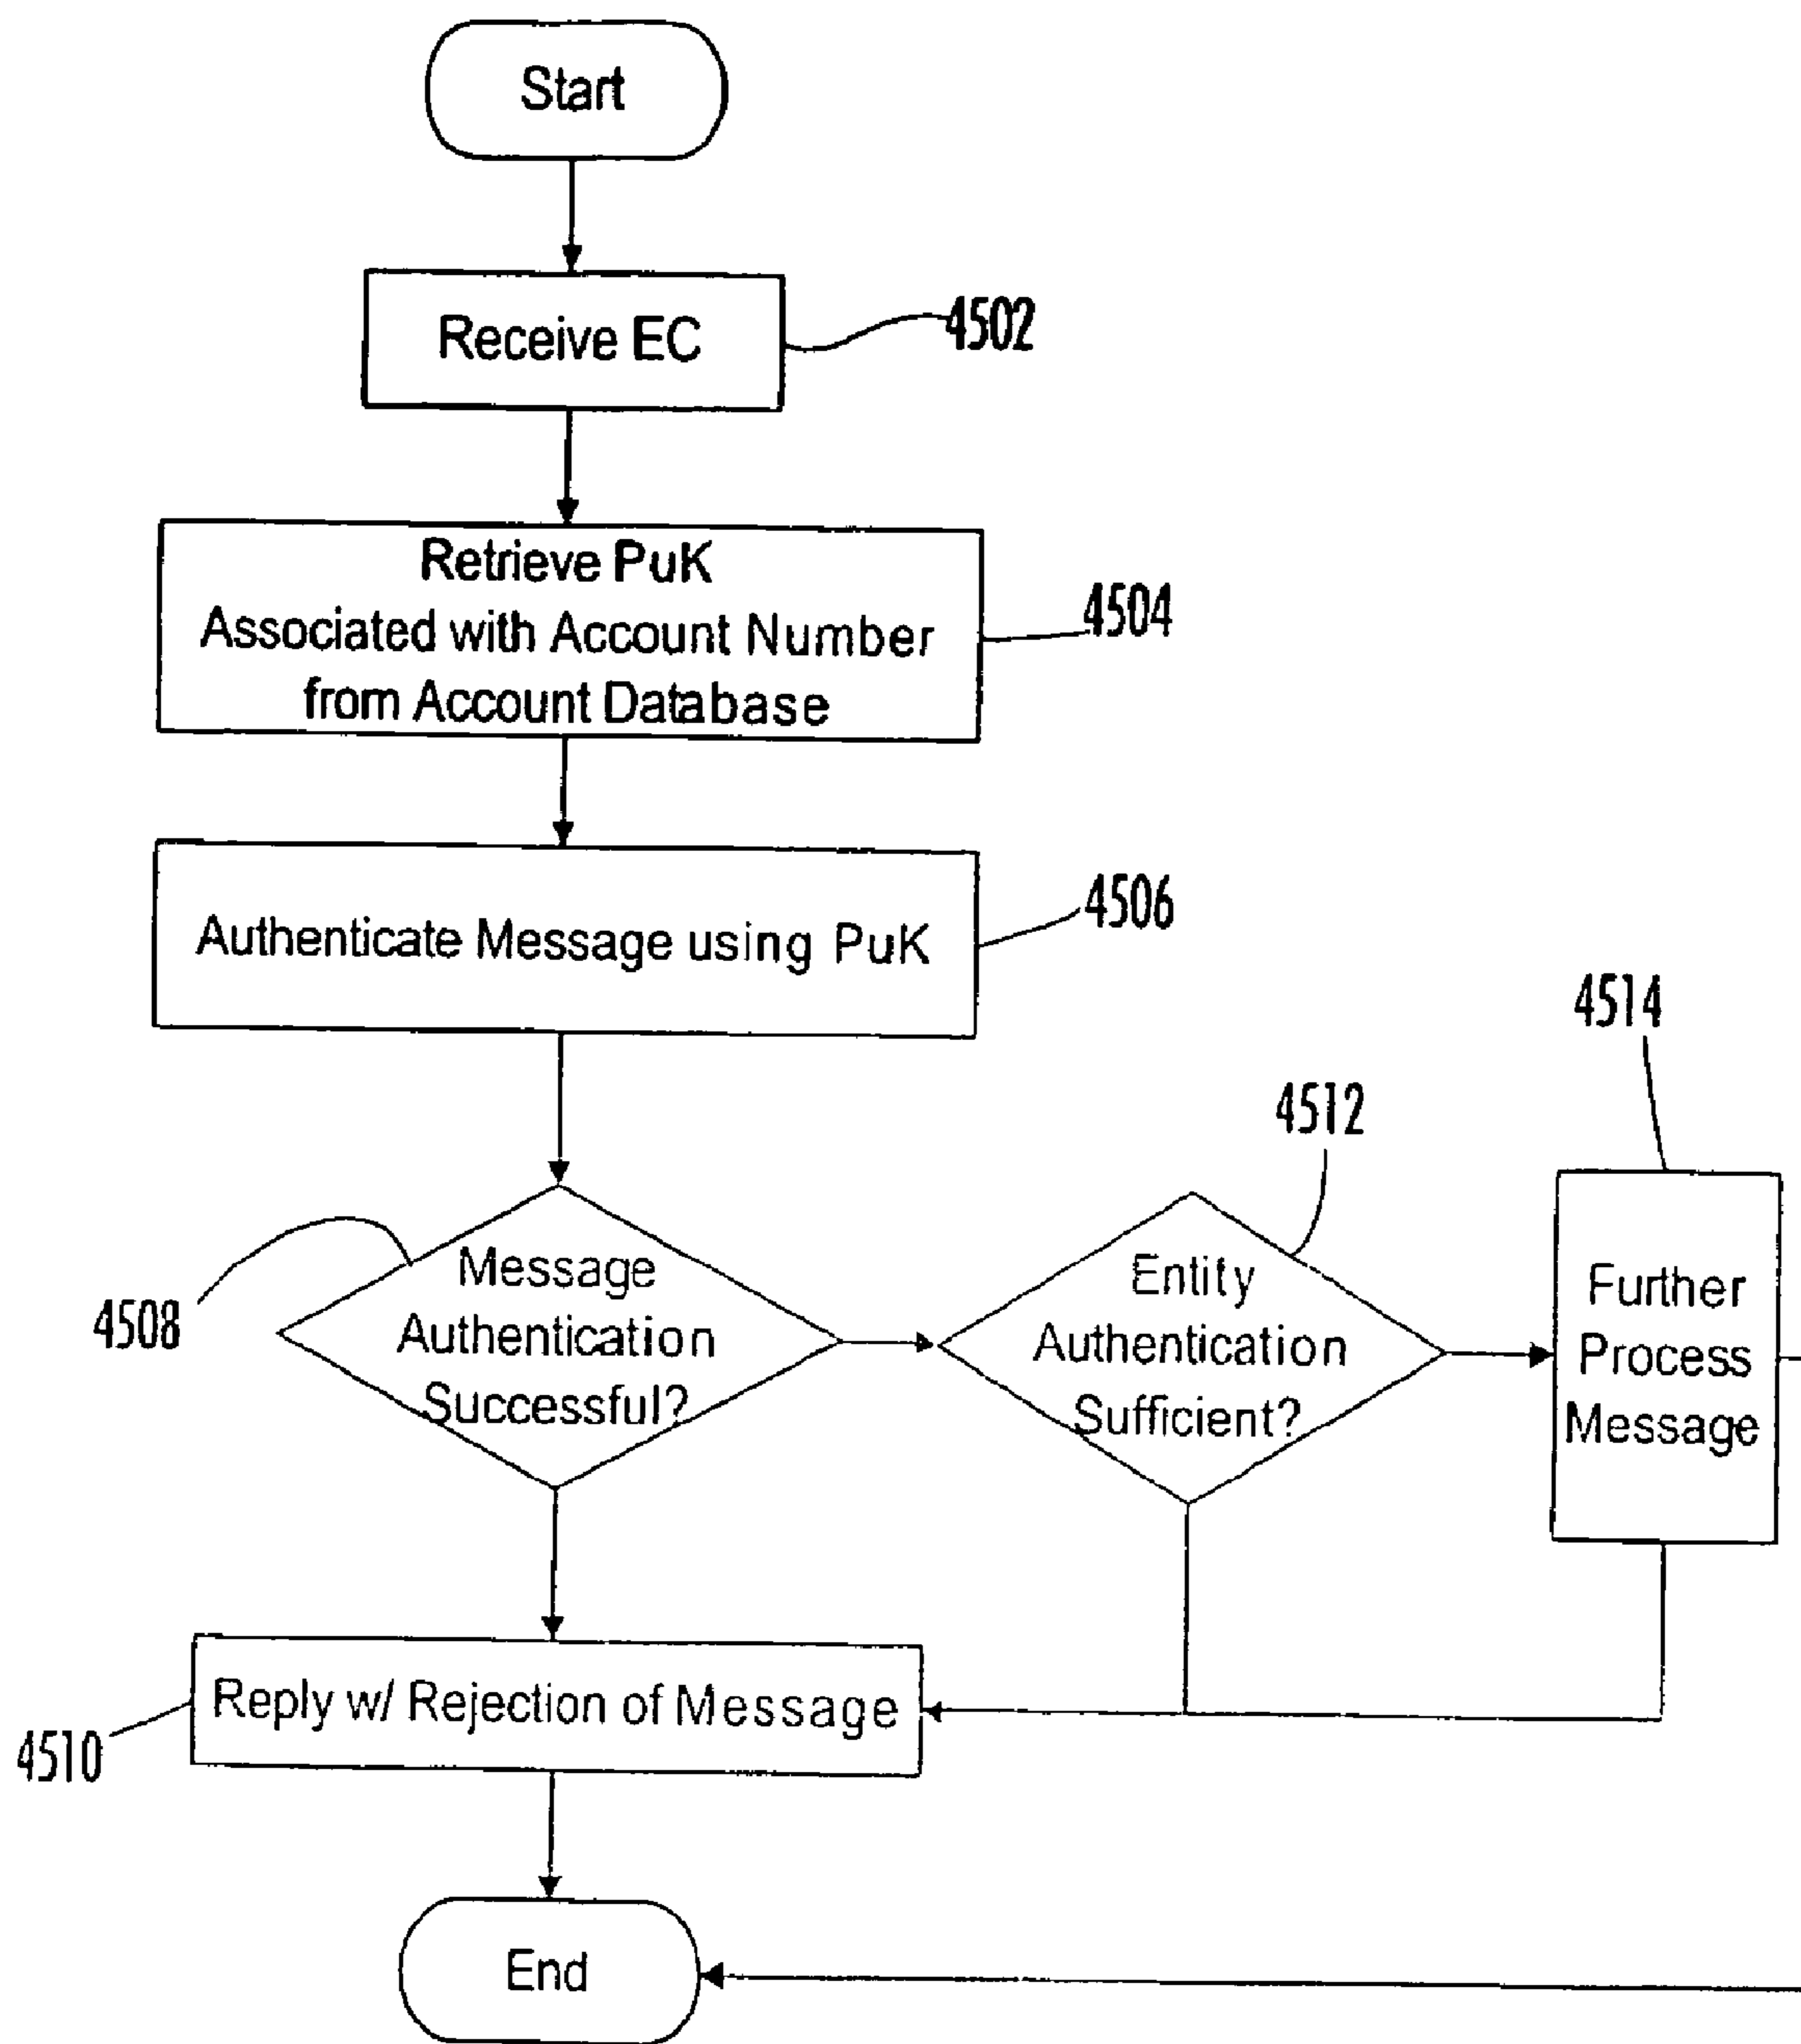 Start
Receive EC
4502
Retrieve PuK
Associated with Account Number
from Account Database
4504
Authenticate Message using PuK
4506
4514
4512
Message
Authentication
Successful?
4508
Entity
Authentication
Sufficient?
Further
Process
Message
Reply w/ Rejection of Message
4510
End